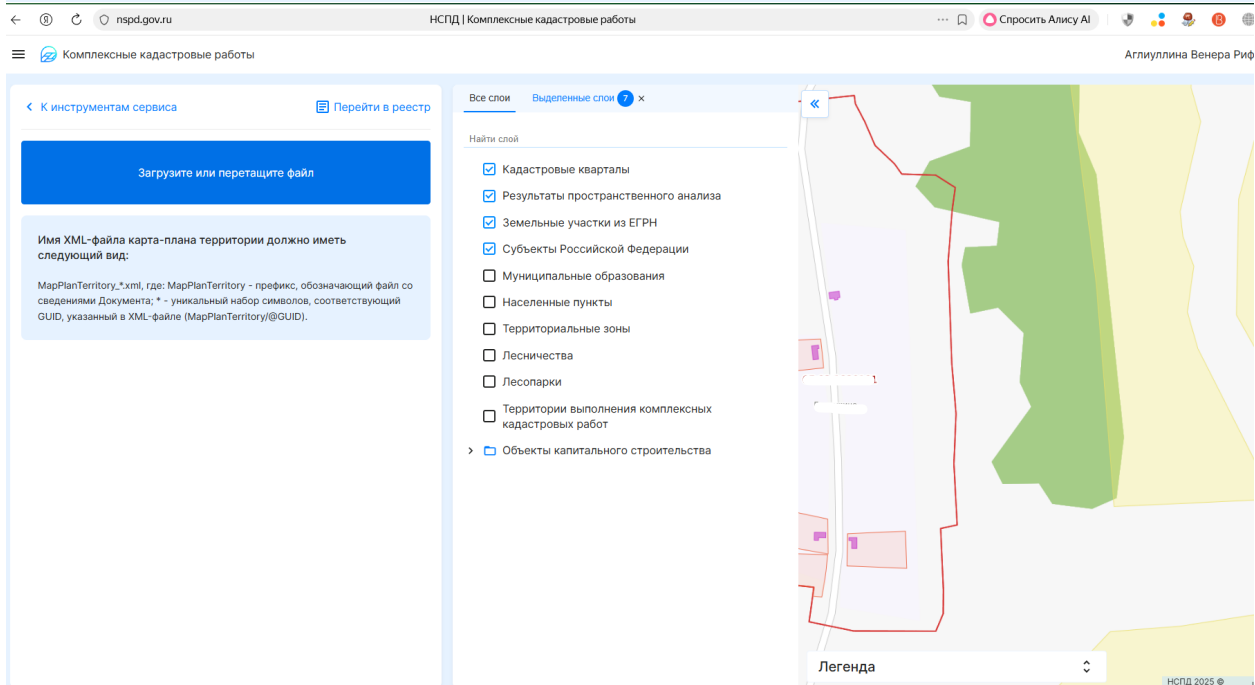 nspd.gov.ru
НСПД | Комплексные кадастровые работы
Спросить Алису AI
Комплексные кадастровые работы
Аглиуллина Венера Риф
К инструментам сервиса
Перейти в реестр
Загрузите или перетащите файл
Имя XML-файла карта-плана территории должно иметь
следующий вид:
MapPlanTerritory_*.xml, где: MapPlanTerritory - префикс, обозначающий файл со
сведениями Документа; * - уникальный набор символов, соответствующий
GUID, указанный в XML-файле (MapPlanTerritory/@GUID).
Все слои
Выделенные слои 7 ×
Найти слой
Кадастровые кварталы
Результаты пространственного анализа
Земельные участки из ЕГРН
Субъекты Российской Федерации
Муниципальные образования
Населенные пункты
Территориальные зоны
Лесничества
Лесопарки
Территории выполнения комплексных
кадастровых работ
Объекты капитального строительства
Легенда
НСПД 2025 ©